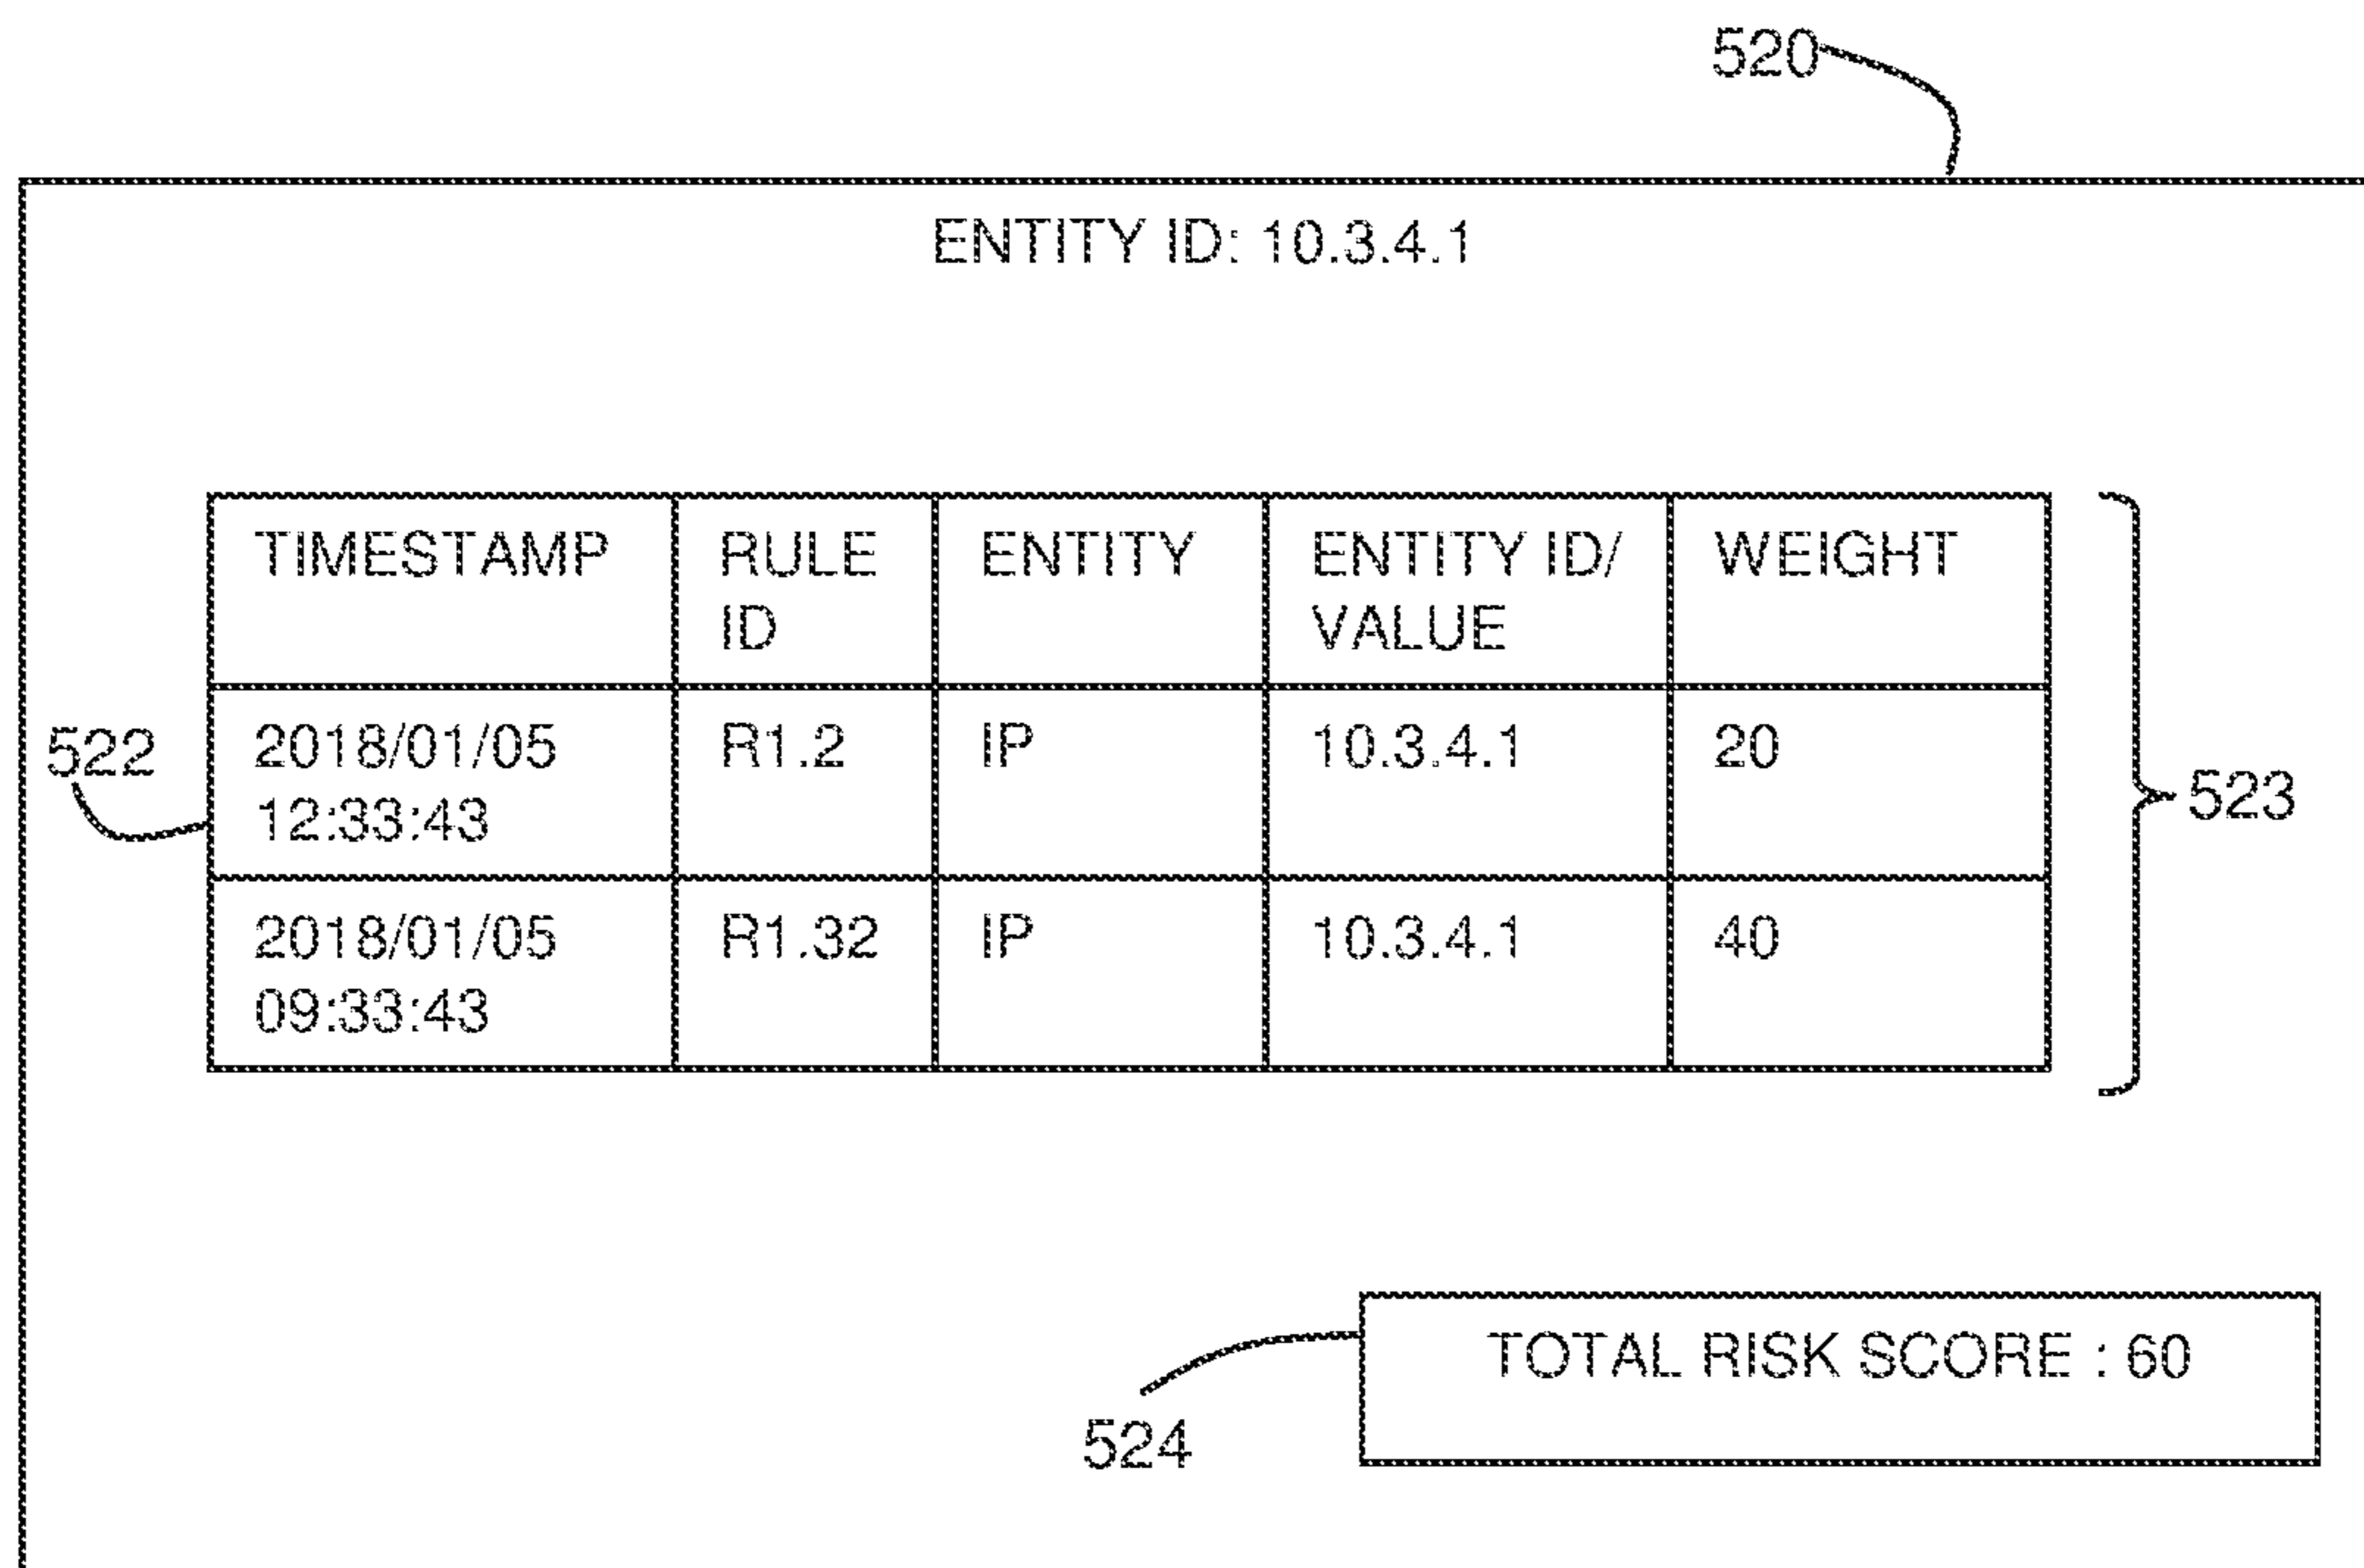 520
ENTITY ID: 10.3.4.1
TIMESTAMP RULE ENTITY ENTITY ID/ WEIGHT
ID VALUE
522 2018/01/05 R1.2 IP 10.3.4.1 20
12:33:43 523
2018/01/05 R1.32 IP 10.3.4.1 40
09:33:43
TOTAL RISK SCORE : 60
524